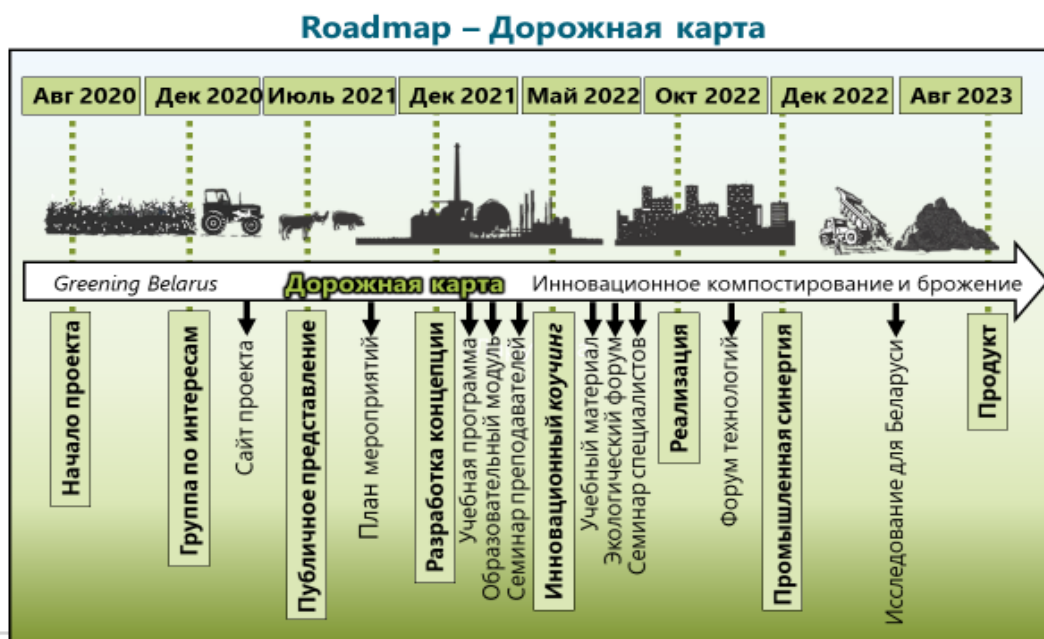 Roadmap – Дорожная карта
Авг 2020
Дек 2020
Июль 2021
Дек 2021
Май 2022
Окт 2022
Дек 2022
Авг 2023
Greening Belarus
Дорожная карта
Инновационное компостирование и брожение
Начало проекта
Группа по интересам
Сайт проекта
Публичное представление
План мероприятий
Разработка концепции
Учебная программа
Образовательный модуль
Семинар преподавателей
Инновационный коучинг
Учебный материал
Экологический форум
Семинар специалистов
Реализация
Форум технологий
Промышленная синергия
Исследование для Беларуси
Продукт